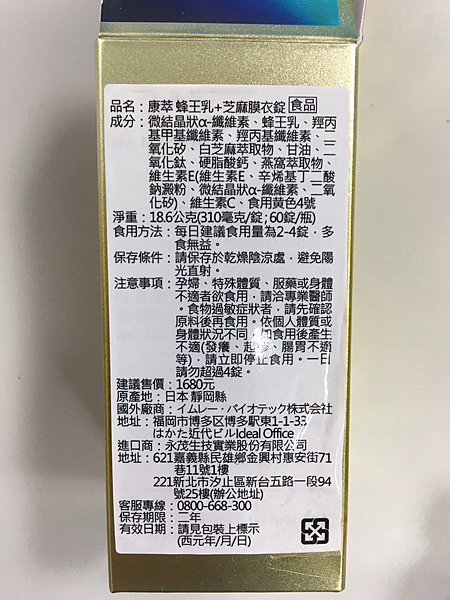 品名：康萃 蜂王乳+芝麻膜衣錠 食品
成分：微結晶狀α-纖維素、蜂王乳、羥丙
基甲基纖維素、羥丙基纖維素、二
氧化矽、白芝麻萃取物、甘油、二
氧化鈦、硬脂酸鈣、燕窩萃取物、
維生素E(維生素E、辛烯基丁二酸
鈉澱粉、微結晶狀α-纖維素、二氧
化矽)、維生素C、食用黃色4號
淨重：18.6公克(310毫克/錠;60錠/瓶)
食用方法：每日建議食用量為2-4錠，多
食無益。
保存條件：請保存於乾燥陰涼處，避免陽
光直射。
注意事項：孕婦、特殊體質、服藥或身體
不適者欲食用，請洽專業醫師
。食物過敏症狀者，請先確認
原料後再食用。依個人體質或
身體狀況不同，如食用後產生
不適(發癢、起疹、腸胃不適
等)，請立即停止食用。一日
請勿超過4錠。
建議售價：1680元
原產地：日本 靜岡縣
國外廠商：イムレー・バイオテック株式会社
地址：福岡市博多区博多駅東1-1-33
はかた近代ビルIdeal Office
進口商：永茂生技實業股份有限公司
地址：621嘉義縣民雄鄉金興村惠安街71
巷11號1樓
221新北市汐止區新台五路一段94
號25樓(辦公地址)
客服專線：0800-668-300
保存期限：二年
有效日期：請見包裝上標示
(西元年/月/日)